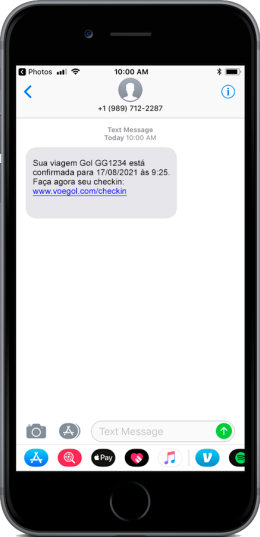 Photos 10:00 AM
+1 (989) 712-2287
Text Message
Today 10:00 AM
Sua viagem Gol GG1234 está
confirmada para 17/08/2021 às 9:25.
Faça agora seu checkin:
www.voegol.com/checkin
Text Message
Pay